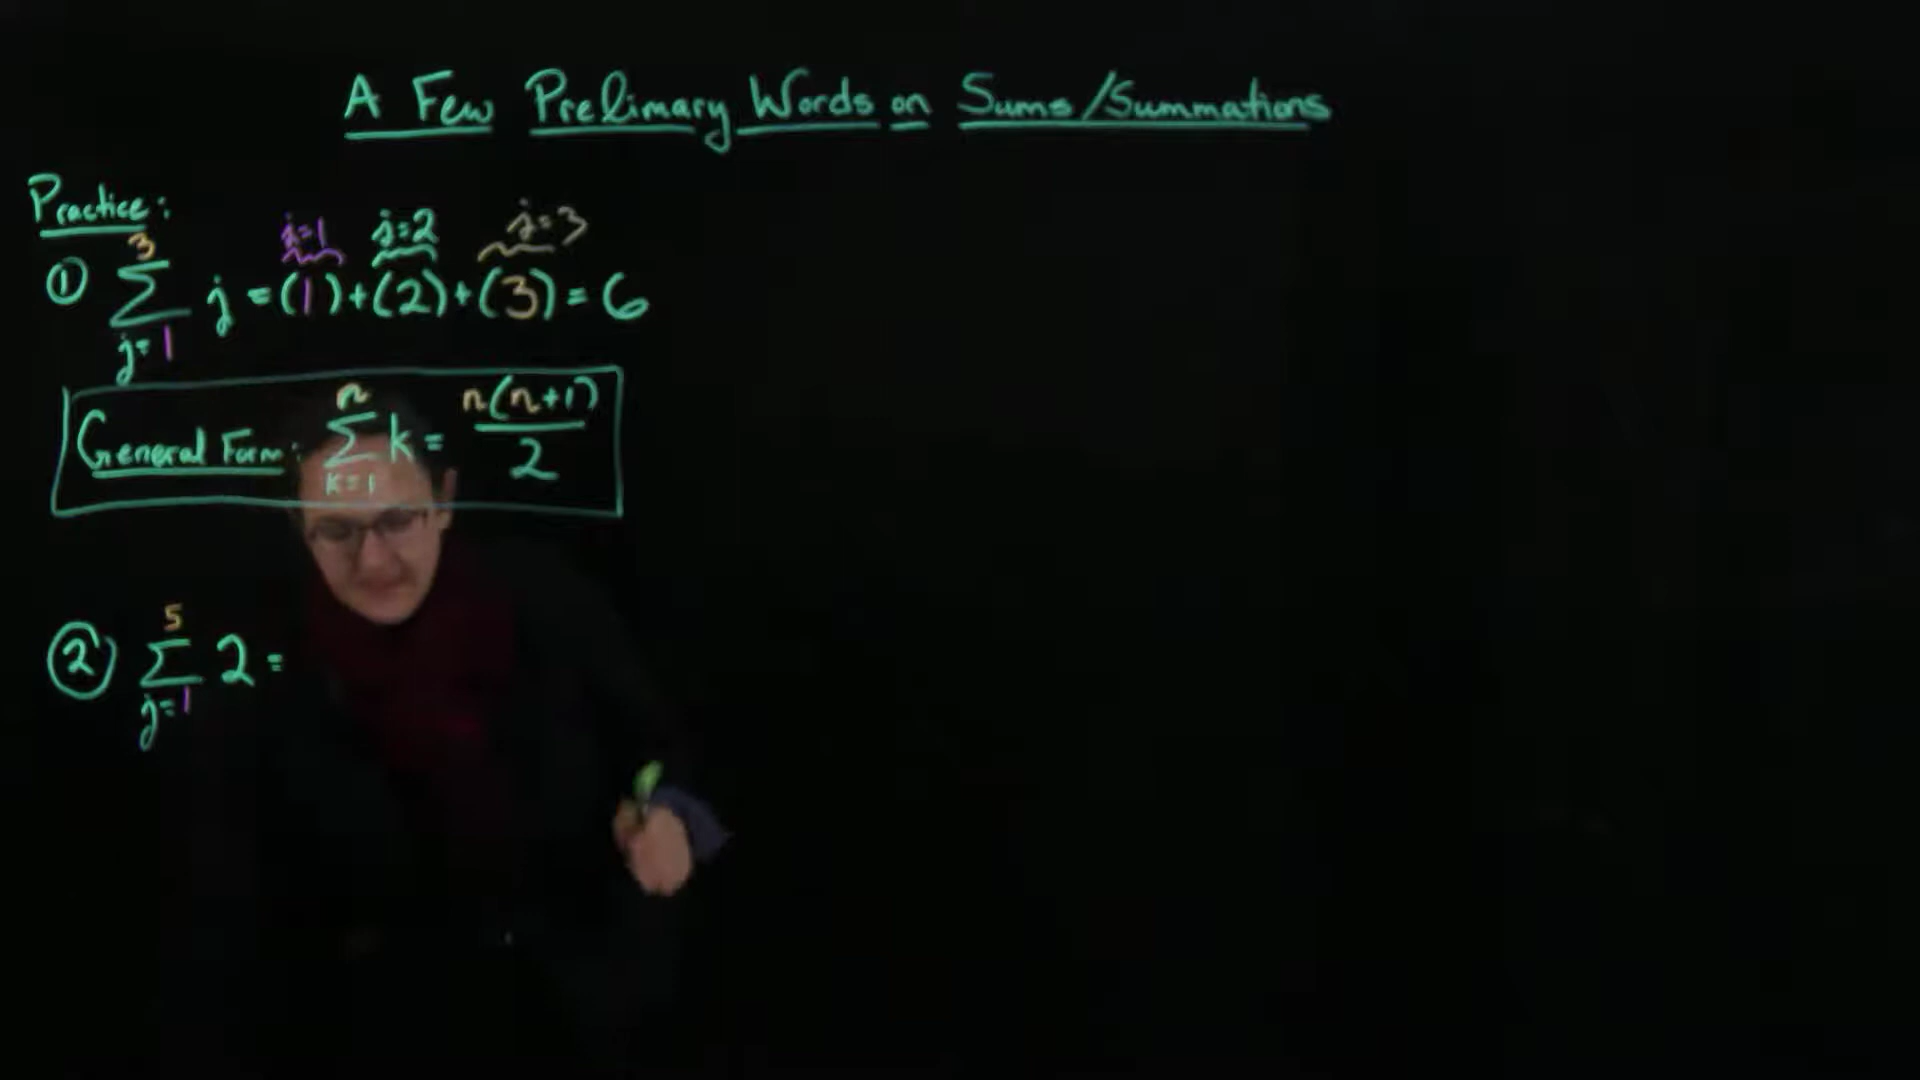 A Few Prelimary Words on Sums/Summations
Practice:
j=1 j=2 j=3
① 3 ∑ j=1 j = (1)+(2)+(3) = 6
General Form: n ∑ k=1 k = n(n+1) / 2
② 5 ∑ j=1 2 =